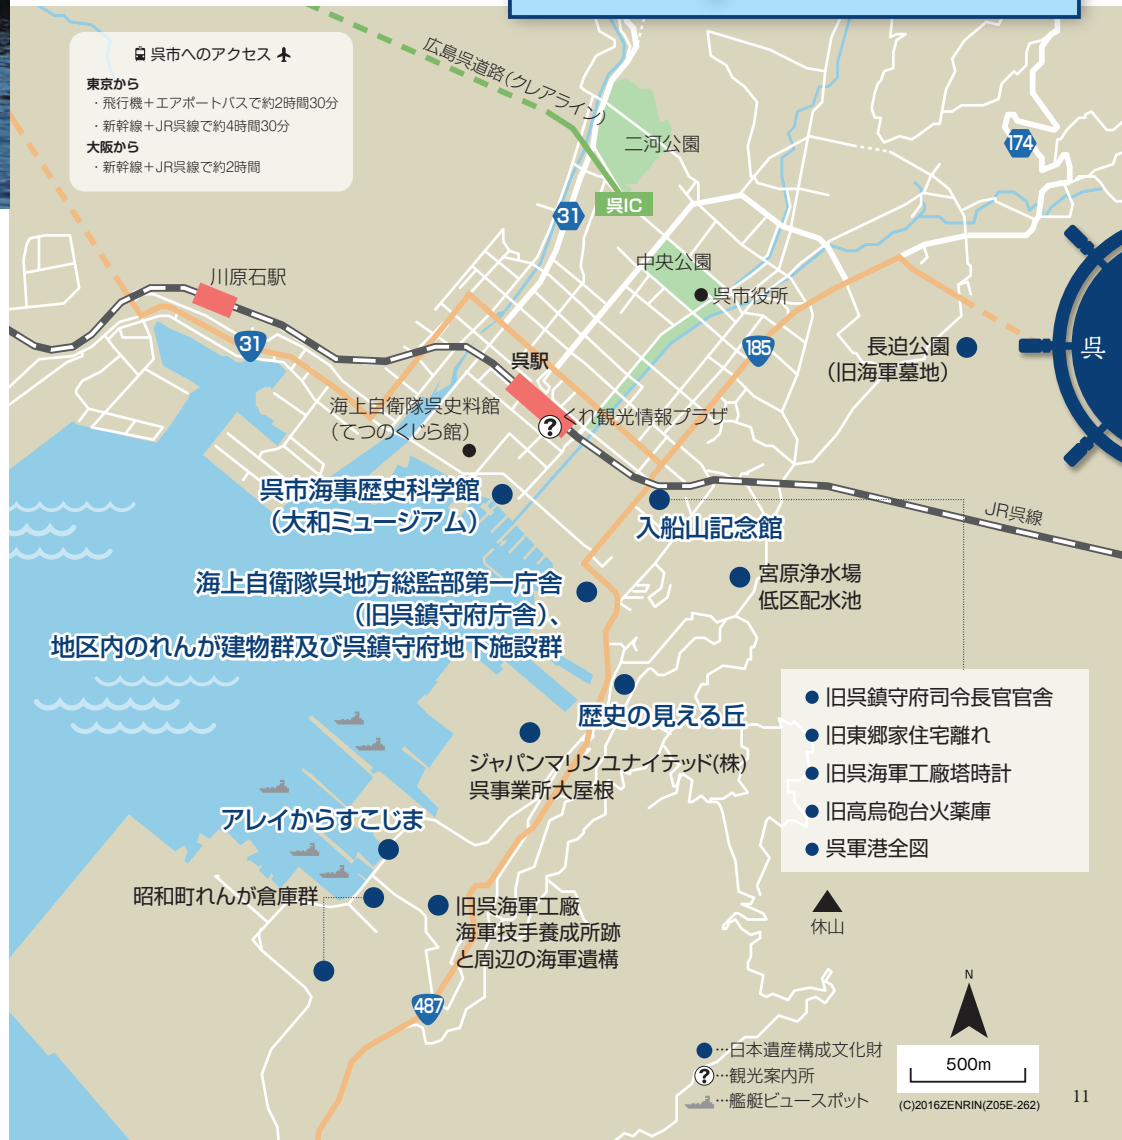 呉市へのアクセス
東京から
・飛行機＋エアポートバスで約2時間30分
・新幹線＋JR呉線で約4時間30分
大阪から
・新幹線＋JR呉線で約2時間
広島呉道路(クレアライン)
二河公園
174
呉IC
31
中央公園
呉市役所
川原石駅
31
185
長迫公園
（旧海軍墓地）
呉
呉駅
海上自衛隊呉史料館
（てつのくじら館）
?
くれ観光情報プラザ
呉市海事歴史科学館
（大和ミュージアム）
入船山記念館
JR呉線
海上自衛隊呉地方総監部第一庁舎
（旧呉鎮守府庁舎）、
地区内のれんが建物群及び呉鎮守府地下施設群
宮原浄水場
低区配水池
歴史の見える丘
旧呉鎮守府司令長官官舎
旧東郷家住宅離れ
旧呉海軍工廠塔時計
旧高烏砲台火薬庫
呉軍港全図
ジャパンマリンユナイテッド(株)
呉事業所大屋根
アレイからすこじま
昭和町れんが倉庫群
旧呉海軍工廠
海軍技手養成所跡
と周辺の海軍遺構
休山
487
N
●…日本遺産構成文化財
?…観光案内所
…艦艇ビュースポット
500m
(C)2016ZENRIN(Z05E-262)
11